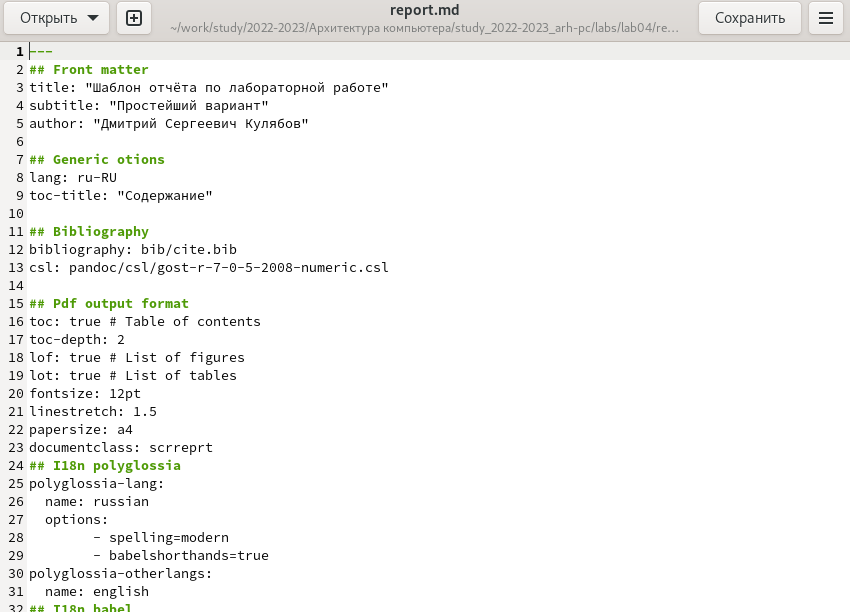 Открыть
report.md
~/work/study/2022-2023/Архитектура компьютера/study_2022-2023_arh-pc/labs/lab04/re...
Сохранить
1 ---
2 ## Front matter
3 title: "Шаблон отчёта по лабораторной работе"
4 subtitle: "Простейший вариант"
5 author: "Дмитрий Сергеевич Кулябов"
6
7 ## Generic otions
8 lang: ru-RU
9 toc-title: "Содержание"
10
11 ## Bibliography
12 bibliography: bib/cite.bib
13 csl: pandoc/csl/gost-r-7-0-5-2008-numeric.csl
14
15 ## Pdf output format
16 toc: true # Table of contents
17 toc-depth: 2
18 lof: true # List of figures
19 lot: true # List of tables
20 fontsize: 12pt
21 linestretch: 1.5
22 papersize: a4
23 documentclass: scrreprt
24 ## I18n polyglossia
25 polyglossia-lang:
26   name: russian
27   options:
28         - spelling=modern
29         - babelshorthands=true
30 polyglossia-otherlangs:
31   name: english
32 ## I18n babel